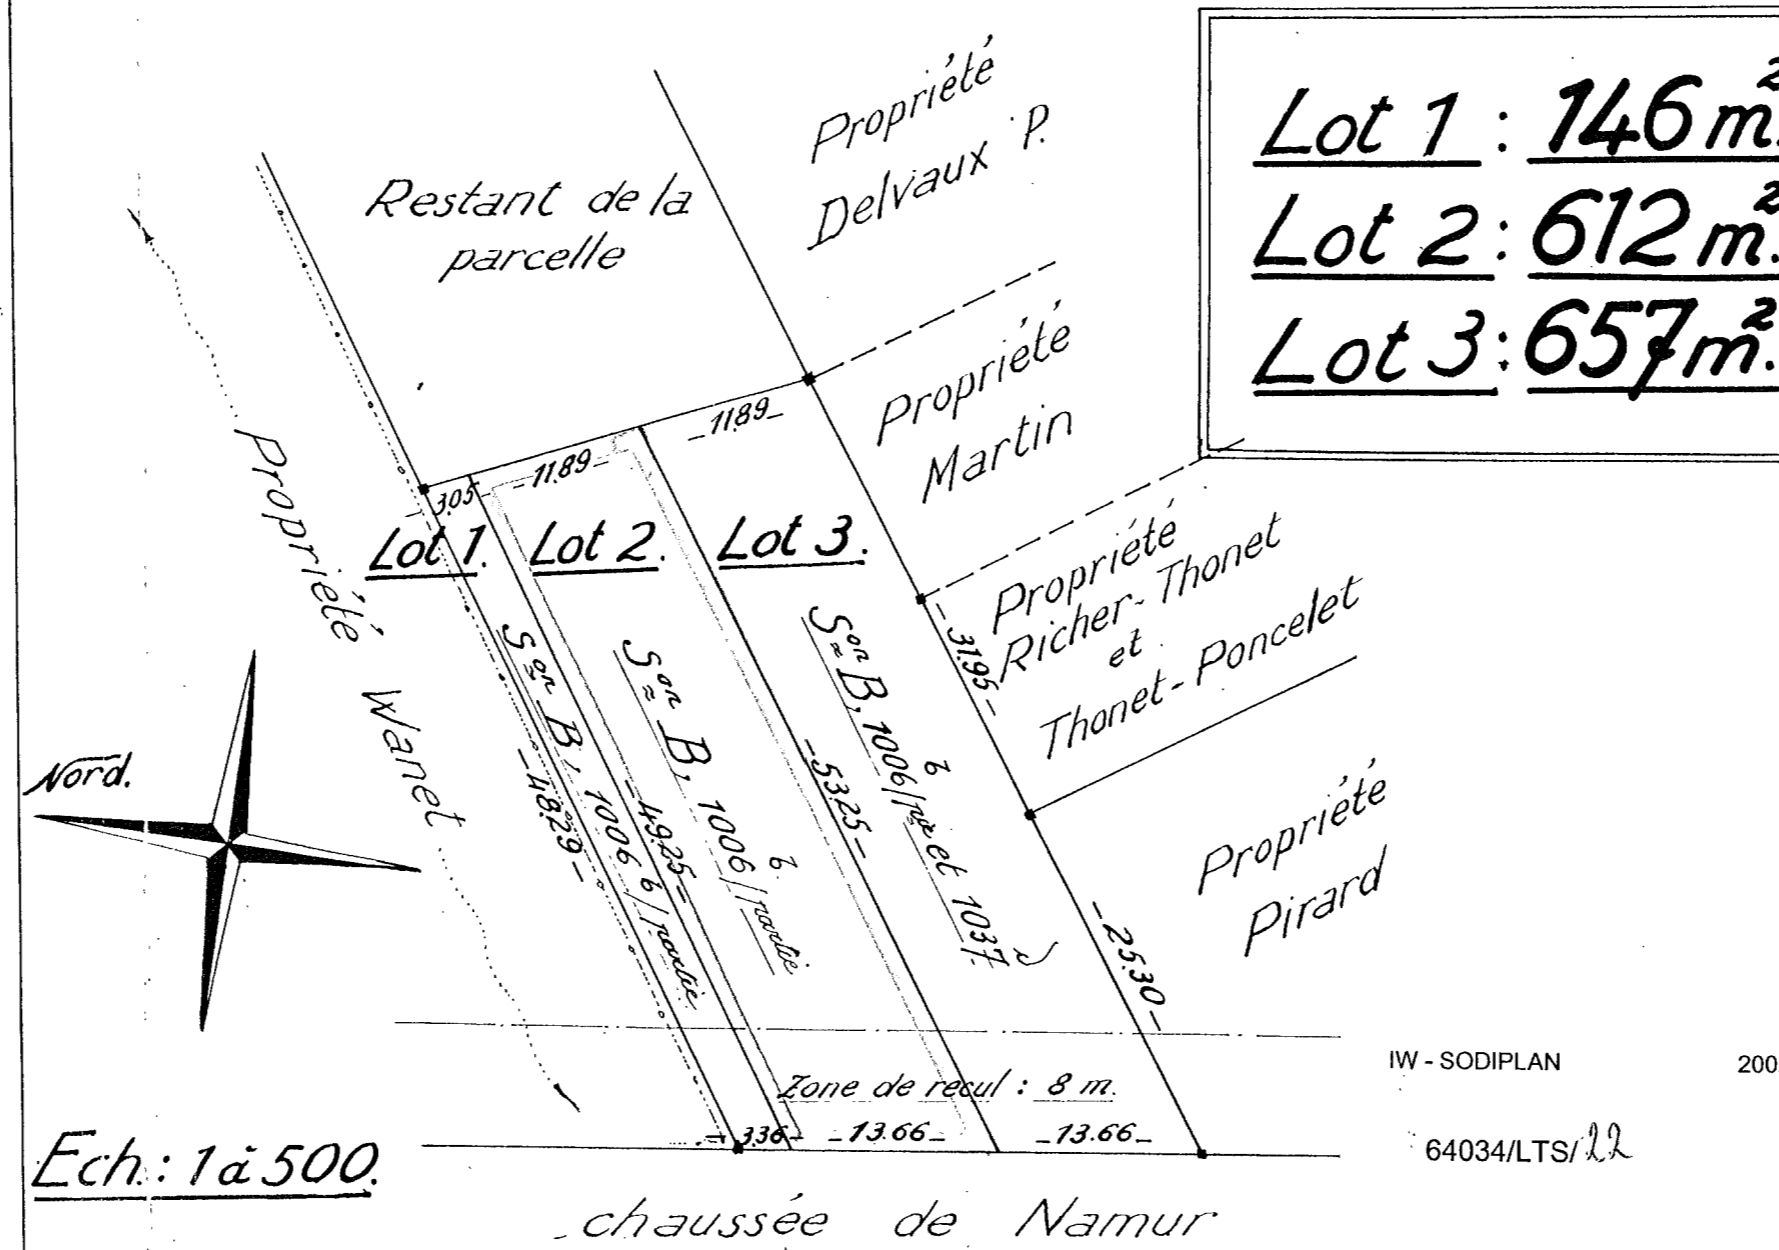 Lot 1 : 146 m².
Lot 2 : 612 m².
Lot 3 : 657 m².
Propriété
Delvaux P.
Restant de la
parcelle
Propriété
Martin
Propriété
Richer-Thonet
et
Thonet-Poncelet
Propriété
Pirard
Propriété Wanet
-11.89-
-11.89-
-3.05-
Lot 1.
Lot 2.
Lot 3.
Son B, 1006 b/partie
Son B, 1006 b/partie
Son B, 1006 b/pie et 1037
-48.29-
-49.25-
-53.25-
-31.95-
-25.30-
Nord.
Zone de recul : 8 m.
-3.36-
-13.66-
-13.66-
Ech.: 1 à 500.
chaussée de Namur
IW - SODIPLAN
200
64034/LTS/22